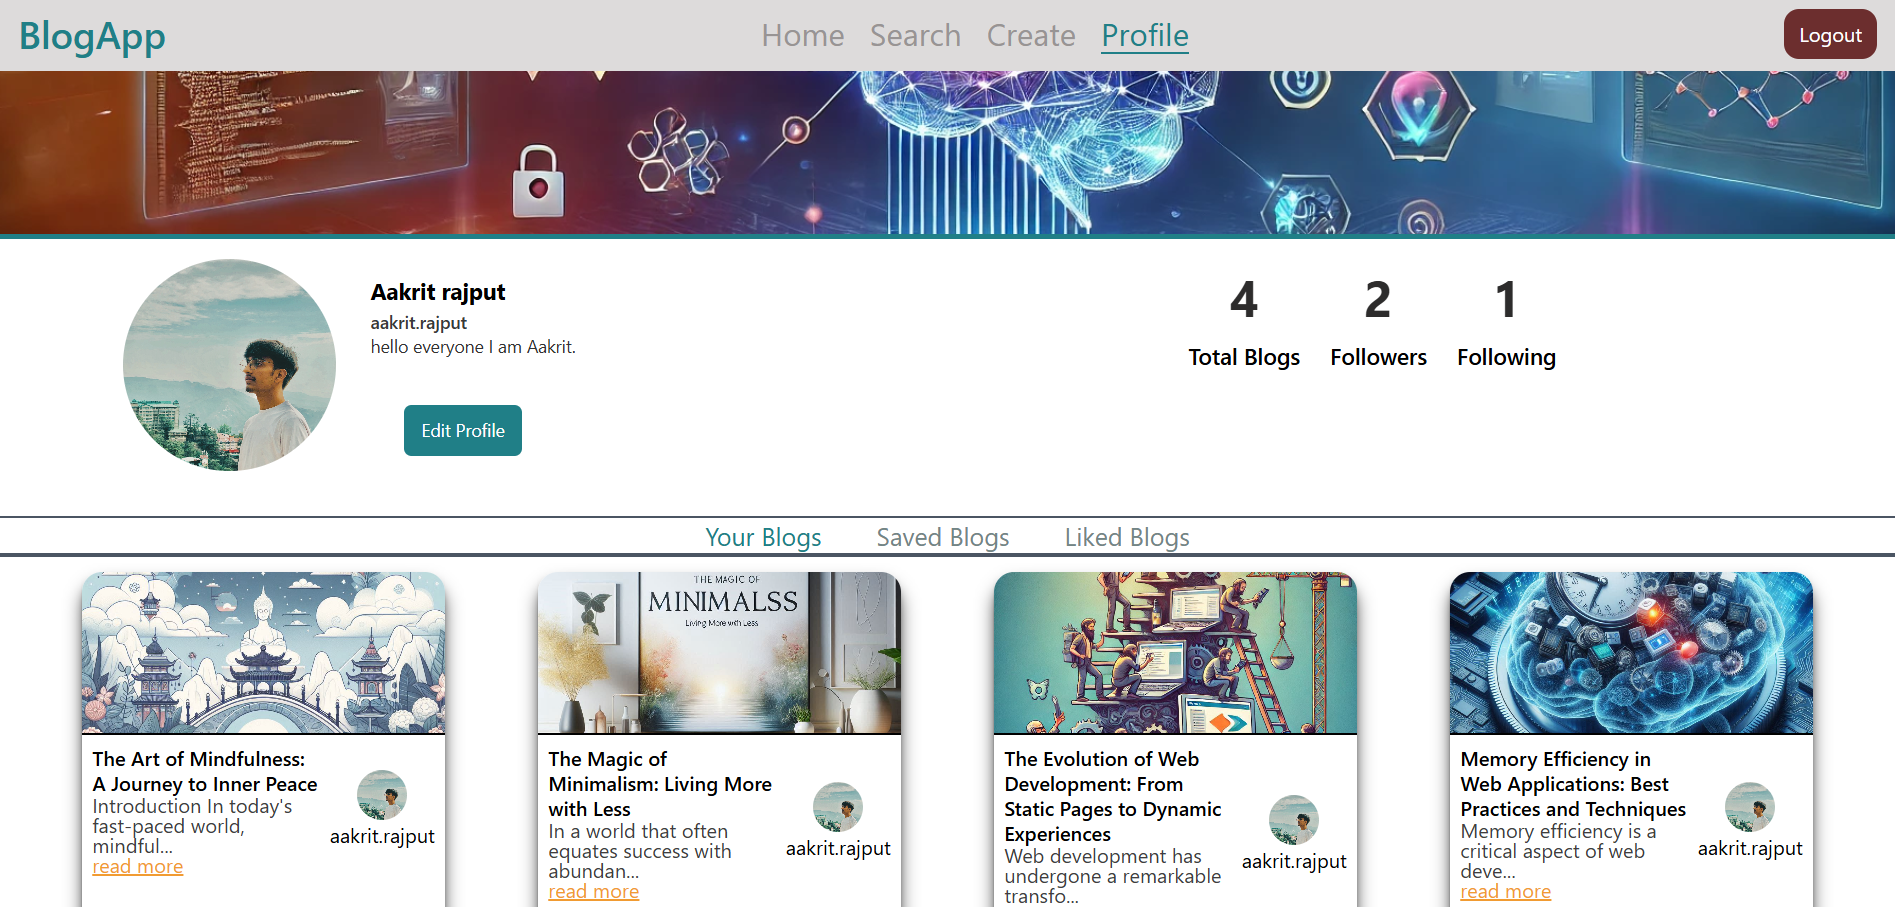 BlogApp
Home Search Create Profile
Logout
Aakrit rajput
aakrit.rajput
hello everyone I am Aakrit.
Edit Profile
4 2 1
Total Blogs Followers Following
Your Blogs Saved Blogs Liked Blogs
The Art of Mindfulness:
A Journey to Inner Peace
Introduction In today's
fast-paced world,
mindful...
read more
aakrit.rajput
THE MAGIC OF
MINIMALSS
Living More with Less
The Magic of
Minimalism: Living More
with Less
In a world that often
equates success with
abundan...
read more
aakrit.rajput
The Evolution of Web
Development: From
Static Pages to Dynamic
Experiences
Web development has
undergone a remarkable
transfo...
aakrit.rajput
Memory Efficiency in
Web Applications: Best
Practices and Techniques
Memory efficiency is a
critical aspect of web
deve...
read more
aakrit.rajput